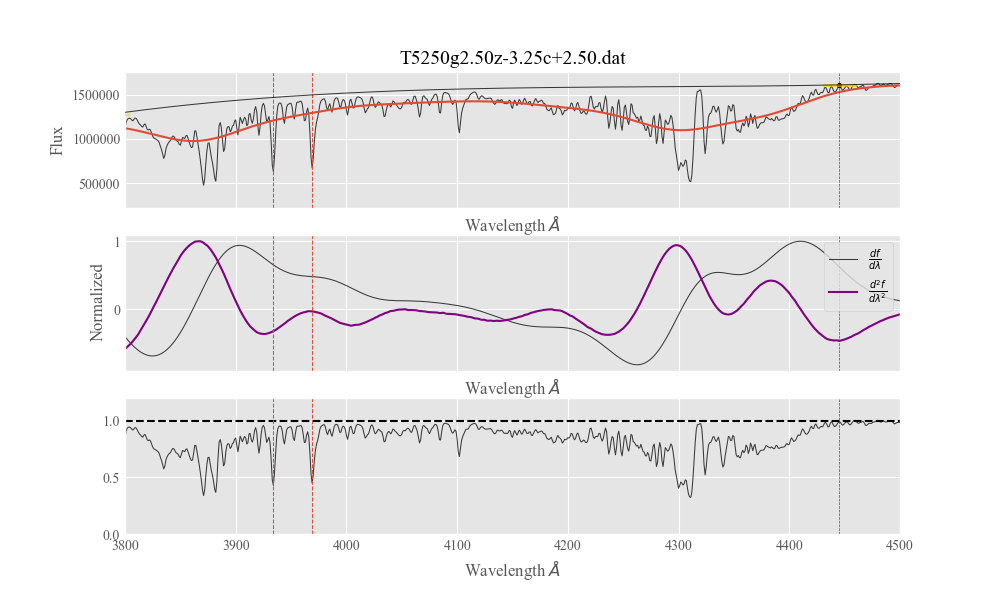 T5250g2.50z-3.25c+2.50.dat
Flux
1500000
1000000
500000
Wavelength Å
Normalized
1
0
df/dλ
d²f/dλ²
Wavelength Å
1.0
0.5
0.0
3800 3900 4000 4100 4200 4300 4400 4500
Wavelength Å